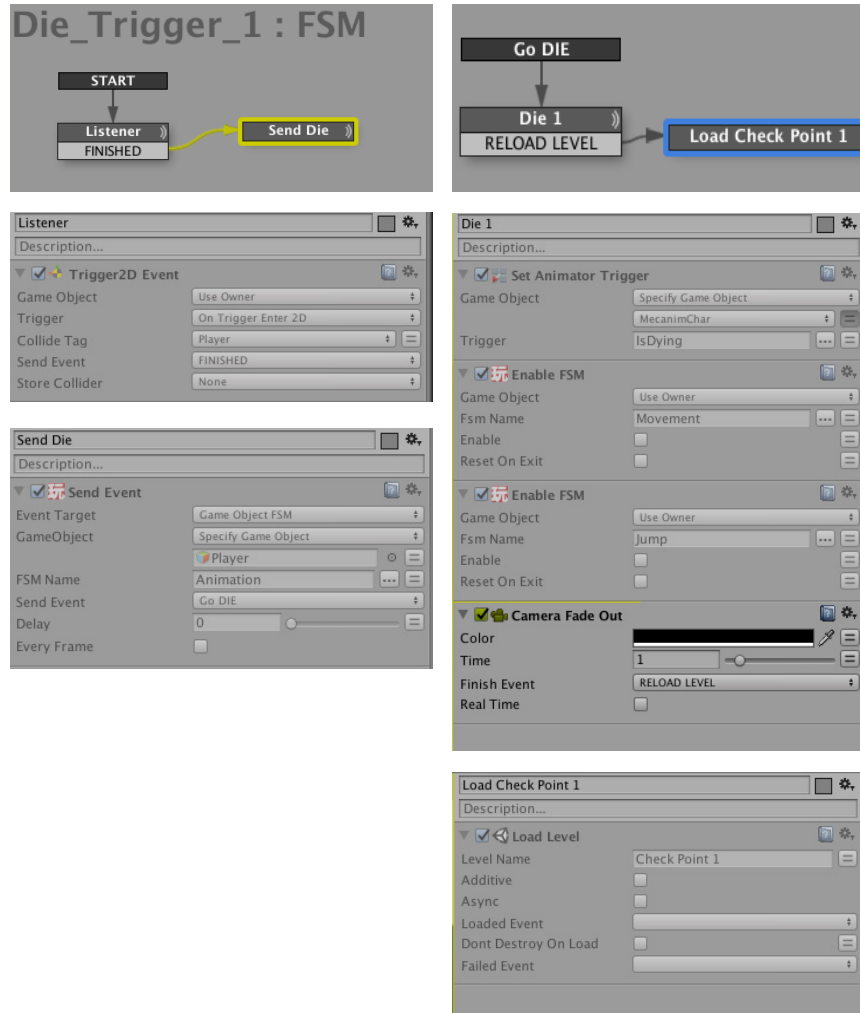 Die_Trigger_1 : FSM
START
Listener
FINISHED
Send Die
Listener
Description...
Trigger2D Event
Game Object Use Owner
Trigger On Trigger Enter 2D
Collide Tag Player
Send Event FINISHED
Store Collider None
Send Die
Description...
玩 Send Event
Event Target Game Object FSM
GameObject Specify Game Object
Player
FSM Name Animation
Send Event Go DIE
Delay 0
Every Frame
Go DIE
Die 1
RELOAD LEVEL
Load Check Point 1
Die 1
Description...
Set Animator Trigger
Game Object Specify Game Object
MecanimChar
Trigger IsDying
玩 Enable FSM
Game Object Use Owner
Fsm Name Movement
Enable
Reset On Exit
玩 Enable FSM
Game Object Use Owner
Fsm Name Jump
Enable
Reset On Exit
Camera Fade Out
Color
Time 1
Finish Event RELOAD LEVEL
Real Time
Load Check Point 1
Description...
Load Level
Level Name Check Point 1
Additive
Async
Loaded Event
Dont Destroy On Load
Failed Event